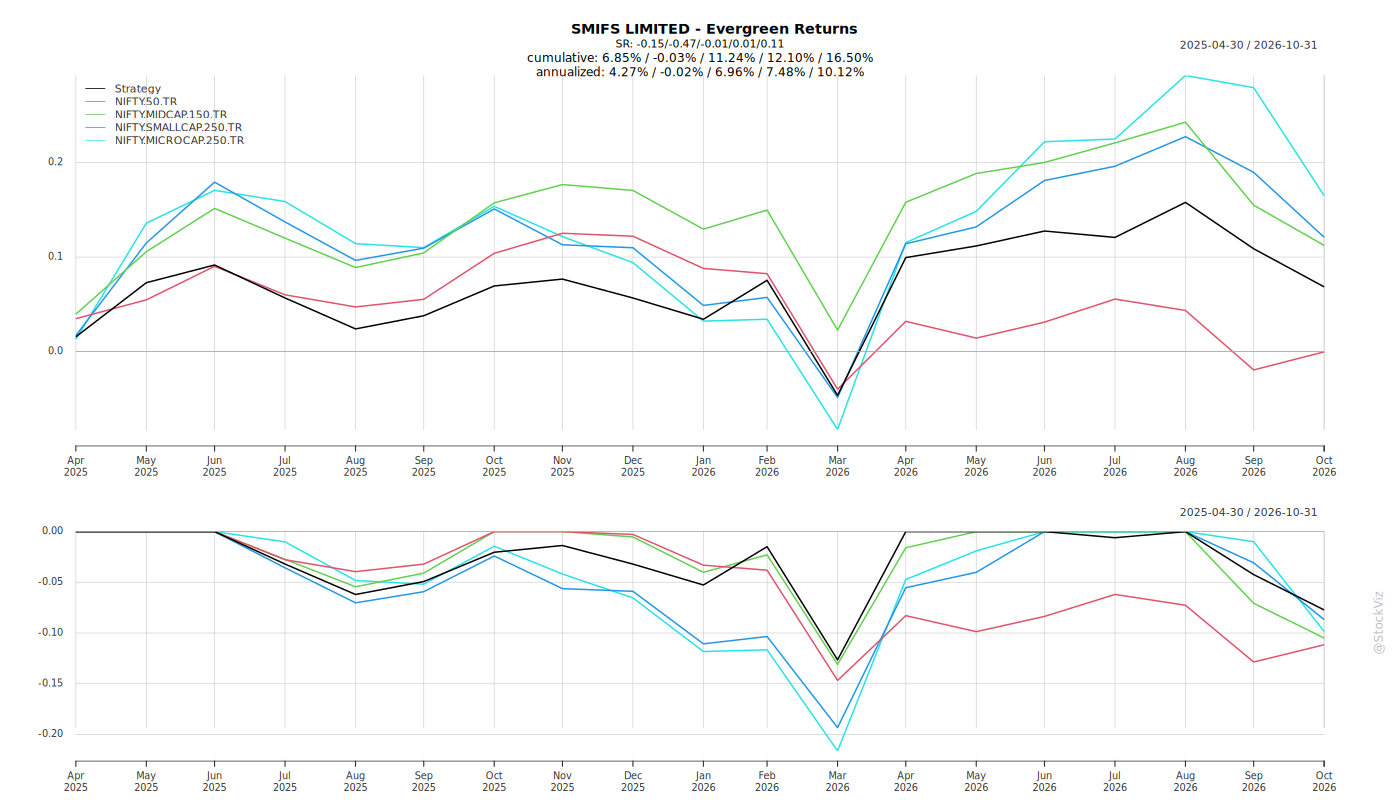 SMIFS LIMITED - Evergreen Returns
SR: -0.15/-0.47/-0.01/0.01/0.11
cumulative: 6.85% / -0.03% / 11.24% / 12.10% / 16.50%
annualized: 4.27% / -0.02% / 6.96% / 7.48% / 10.12%
2025-04-30 / 2026-10-31
Strategy
NIFTY.50.TR
NIFTY.MIDCAP.150.TR
NIFTY.SMALLCAP.250.TR
NIFTY.MICROCAP.250.TR
0.2
0.1
0.0
Apr May Jun Jul Aug Sep Oct Nov Dec Jan Feb Mar Apr May Jun Jul Aug Sep Oct
2025 2025 2025 2025 2025 2025 2025 2025 2025 2026 2026 2026 2026 2026 2026 2026 2026 2026 2026
2025-04-30 / 2026-10-31
0.00
-0.05
-0.10
-0.15
-0.20
Apr May Jun Jul Aug Sep Oct Nov Dec Jan Feb Mar Apr May Jun Jul Aug Sep Oct
2025 2025 2025 2025 2025 2025 2025 2025 2025 2026 2026 2026 2026 2026 2026 2026 2026 2026 2026
@StockViz